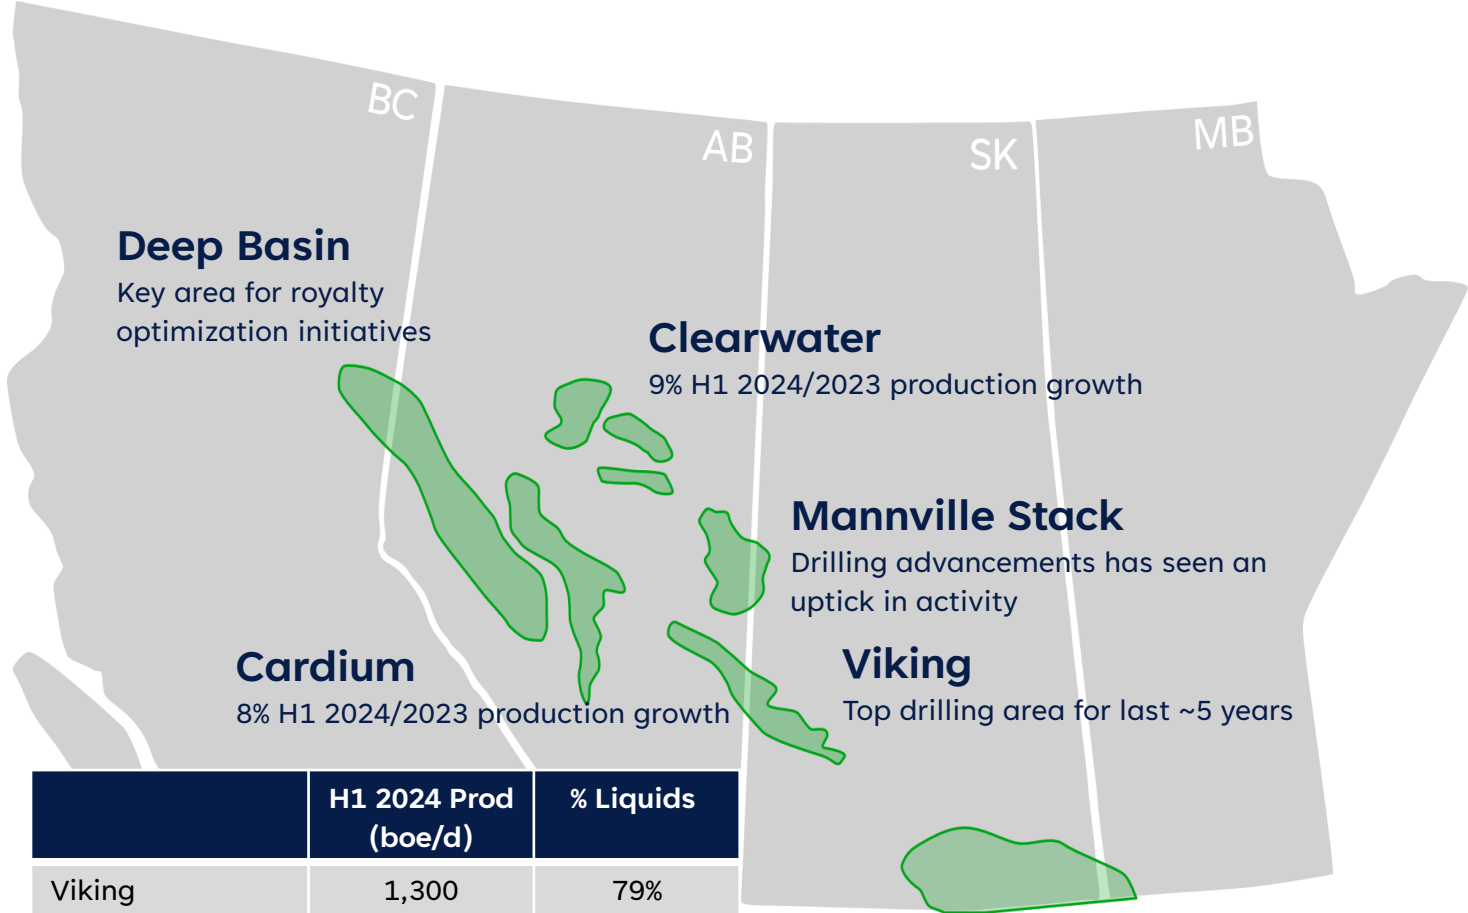 BC
AB
SK
MB
Deep Basin
Key area for royalty
optimization initiatives
Clearwater
9% H1 2024/2023 production growth
Mannville Stack
Drilling advancements has seen an
uptick in activity
Viking
Top drilling area for last ~5 years
Cardium
8% H1 2024/2023 production growth
H1 2024 Prod % Liquids
(boe/d)
Viking 1,300 79%